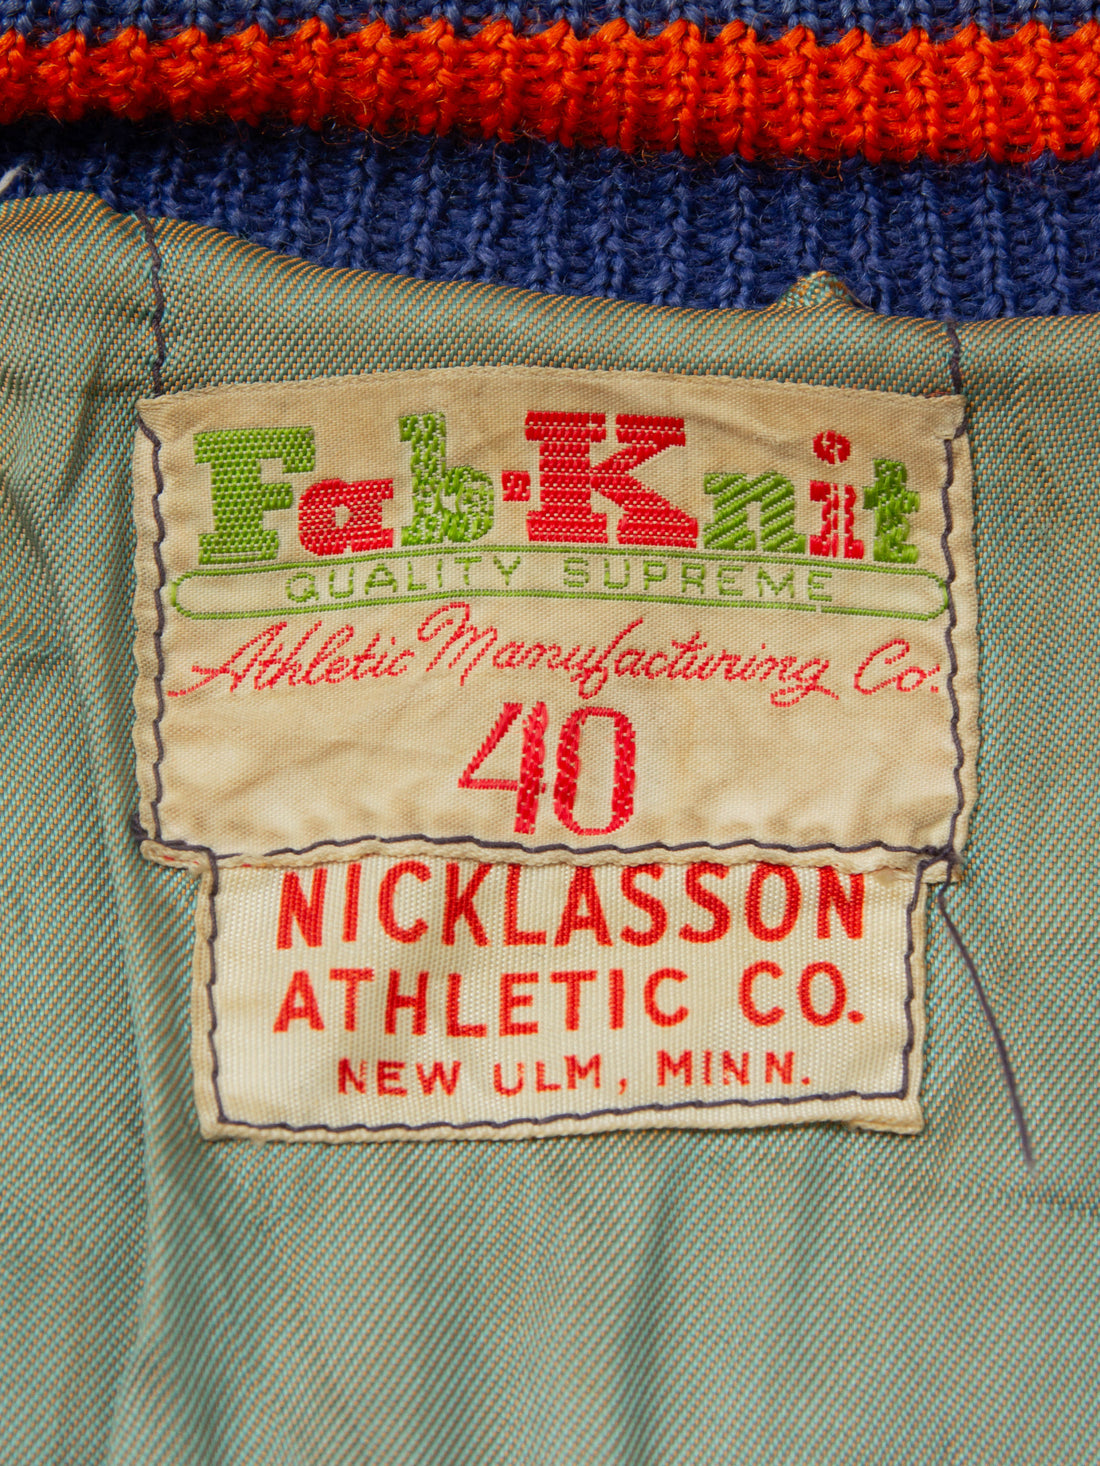 Fab-Knit
QUALITY SUPREME
Athletic Manufacturing Co.
40
NICKLASSON
ATHLETIC CO.
NEW ULM, MINN.